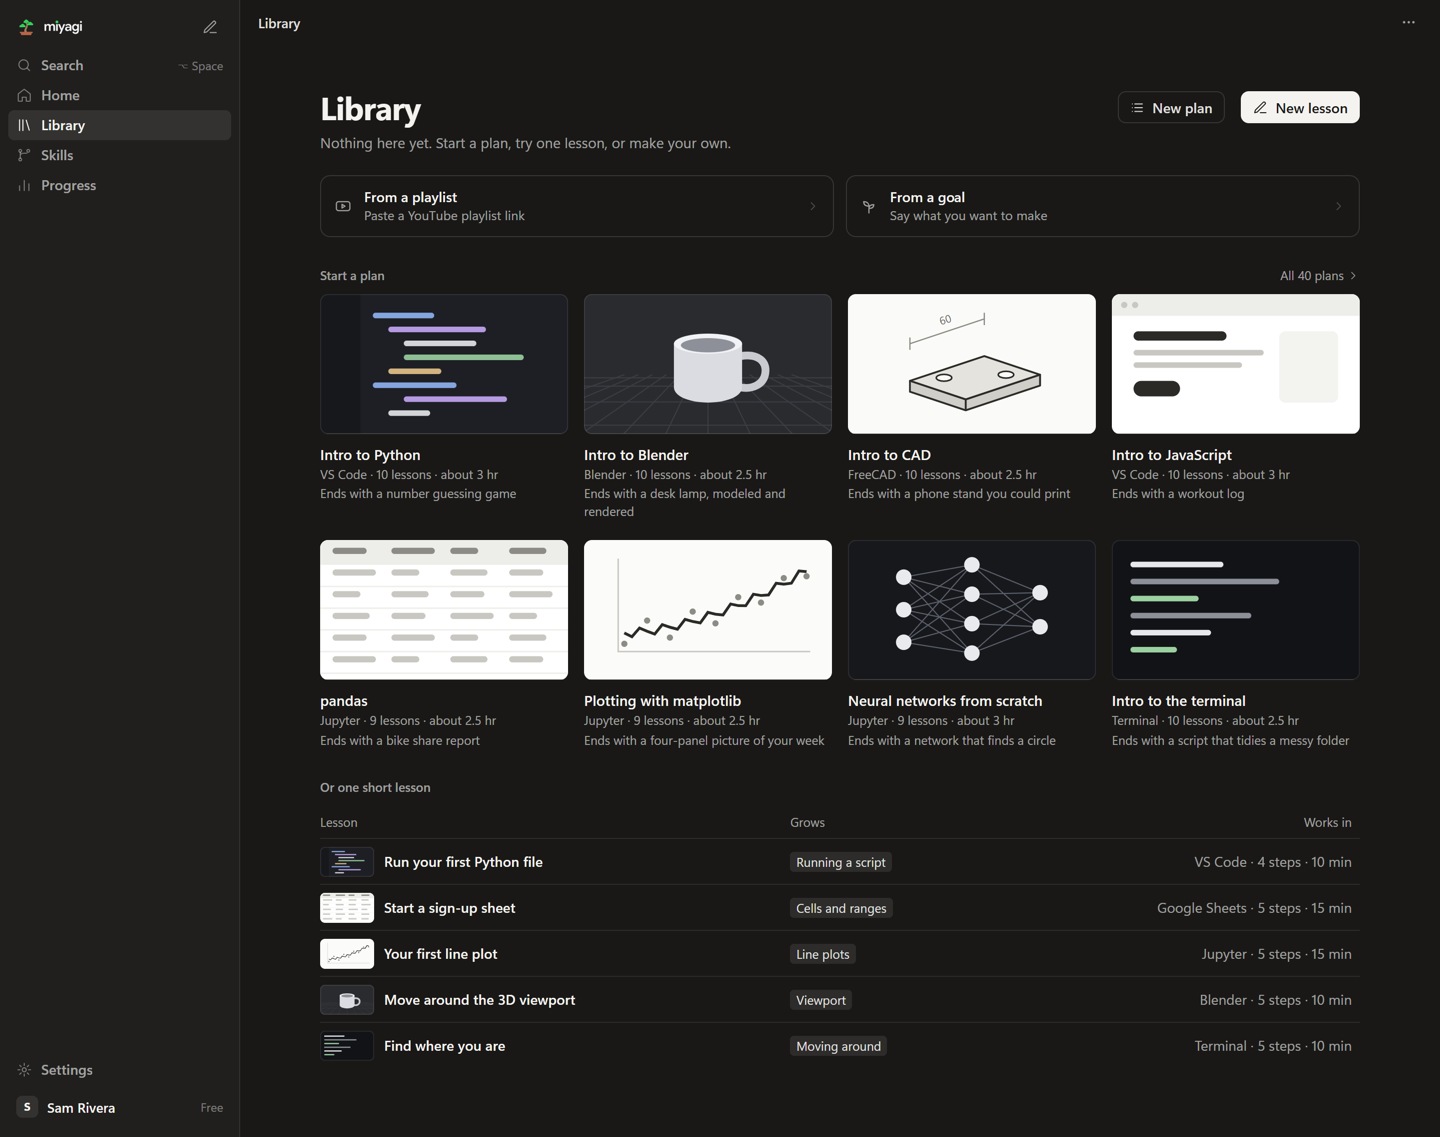 miyagi
Search
⌥ Space
Home
Library
Skills
Progress
Settings
S
Sam Rivera
Free
Library
Library
Nothing here yet. Start a plan, try one lesson, or make your own.
New plan
New lesson
From a playlist
Paste a YouTube playlist link
From a goal
Say what you want to make
Start a plan
All 40 plans
60
Intro to Python
VS Code · 10 lessons · about 3 hr
Ends with a number guessing game
Intro to Blender
Blender · 10 lessons · about 2.5 hr
Ends with a desk lamp, modeled and
rendered
Intro to CAD
FreeCAD · 10 lessons · about 2.5 hr
Ends with a phone stand you could print
Intro to JavaScript
VS Code · 10 lessons · about 3 hr
Ends with a workout log
pandas
Jupyter · 9 lessons · about 2.5 hr
Ends with a bike share report
Plotting with matplotlib
Jupyter · 9 lessons · about 2.5 hr
Ends with a four-panel picture of your week
Neural networks from scratch
Jupyter · 9 lessons · about 3 hr
Ends with a network that finds a circle
Intro to the terminal
Terminal · 10 lessons · about 2.5 hr
Ends with a script that tidies a messy folder
Or one short lesson
Lesson
Grows
Works in
Run your first Python file
Running a script
VS Code · 4 steps · 10 min
Start a sign-up sheet
Cells and ranges
Google Sheets · 5 steps · 15 min
Your first line plot
Line plots
Jupyter · 5 steps · 15 min
Move around the 3D viewport
Viewport
Blender · 5 steps · 10 min
Find where you are
Moving around
Terminal · 5 steps · 10 min